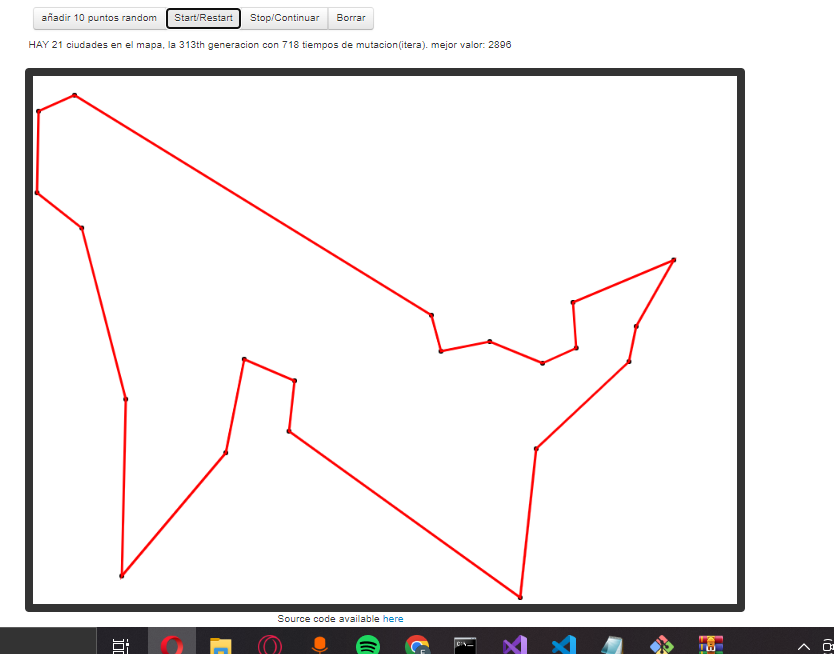 añadir 10 puntos random Start/Restart Stop/Continuar Borrar
HAY 21 ciudades en el mapa, la 313th generacion con 718 tiempos de mutacion(itera). mejor valor: 2896
Source code available here